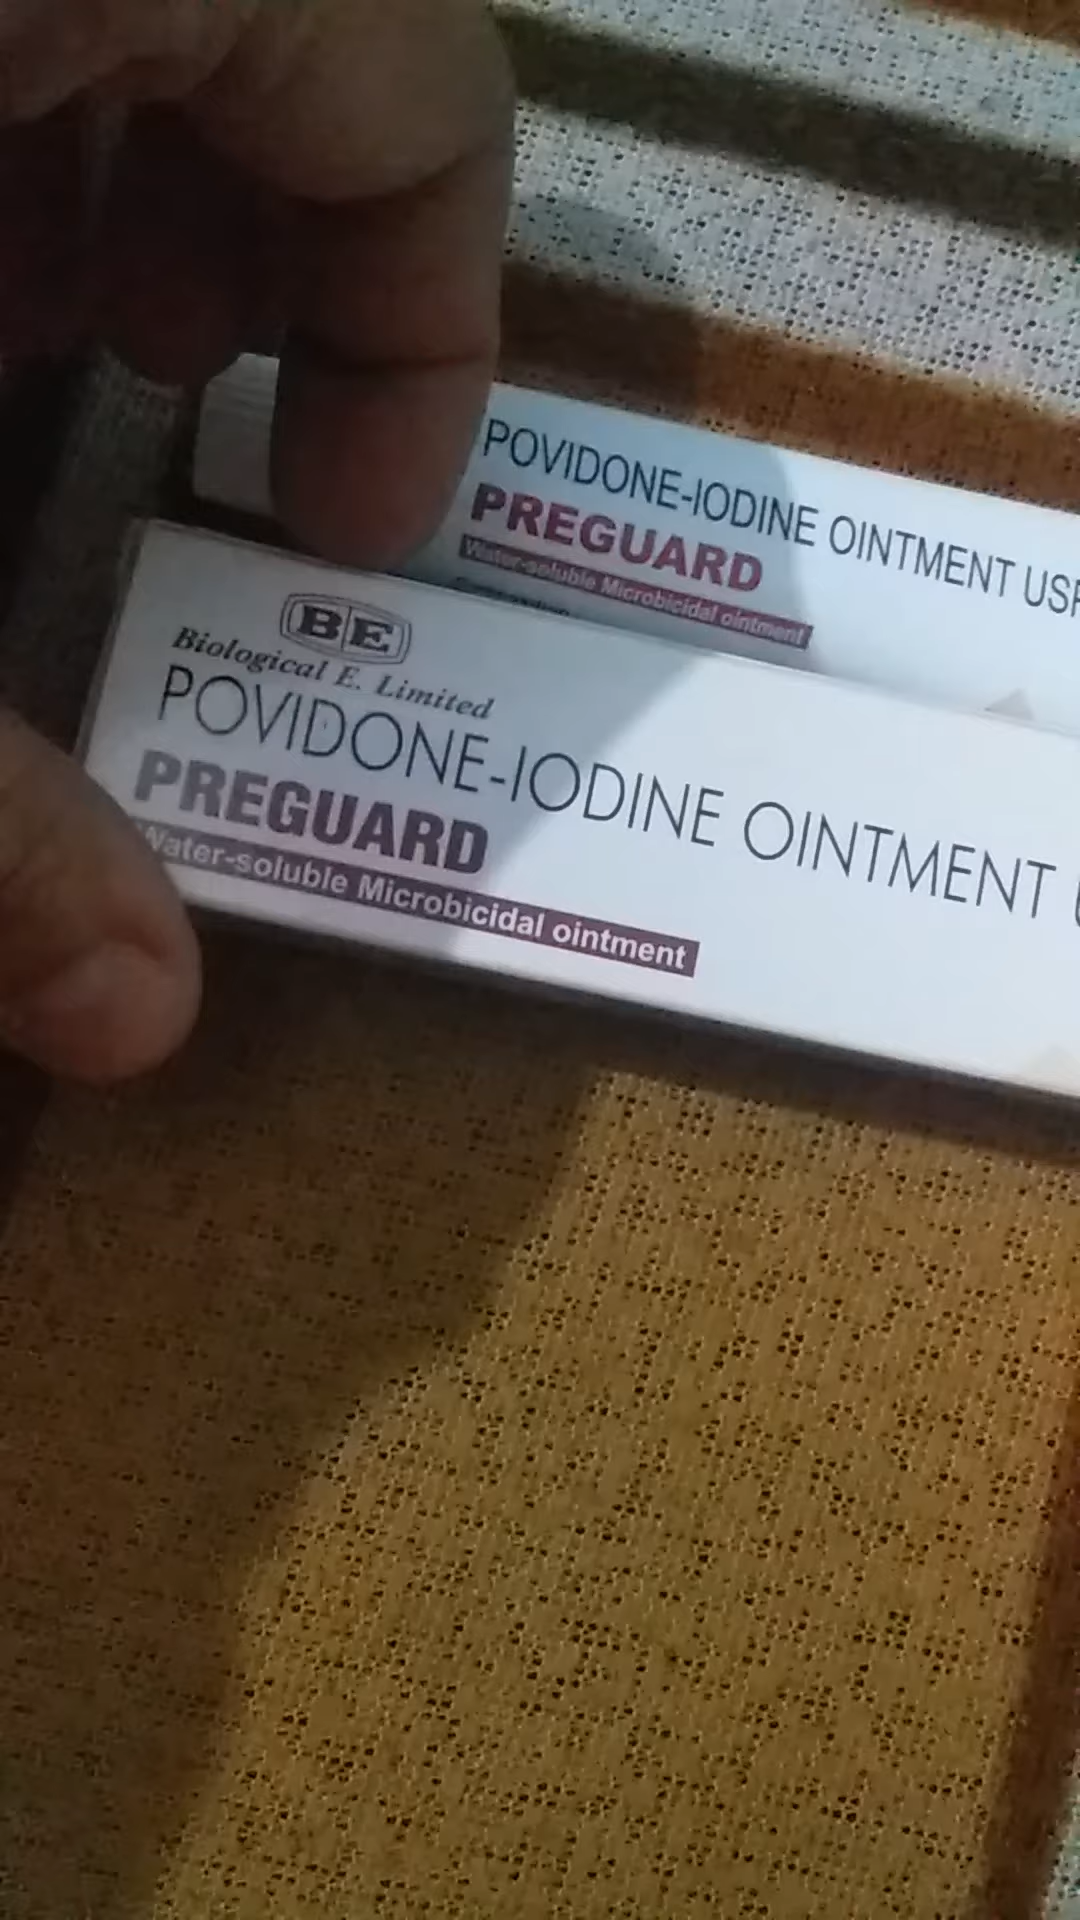 POVIDONE-IODINE OINTMENT USP
PREGUARD
Water-soluble Microbicidal ointment
BE
Biological E. Limited
POVIDONE-IODINE OINTMENT
PREGUARD
Water-soluble Microbicidal ointment